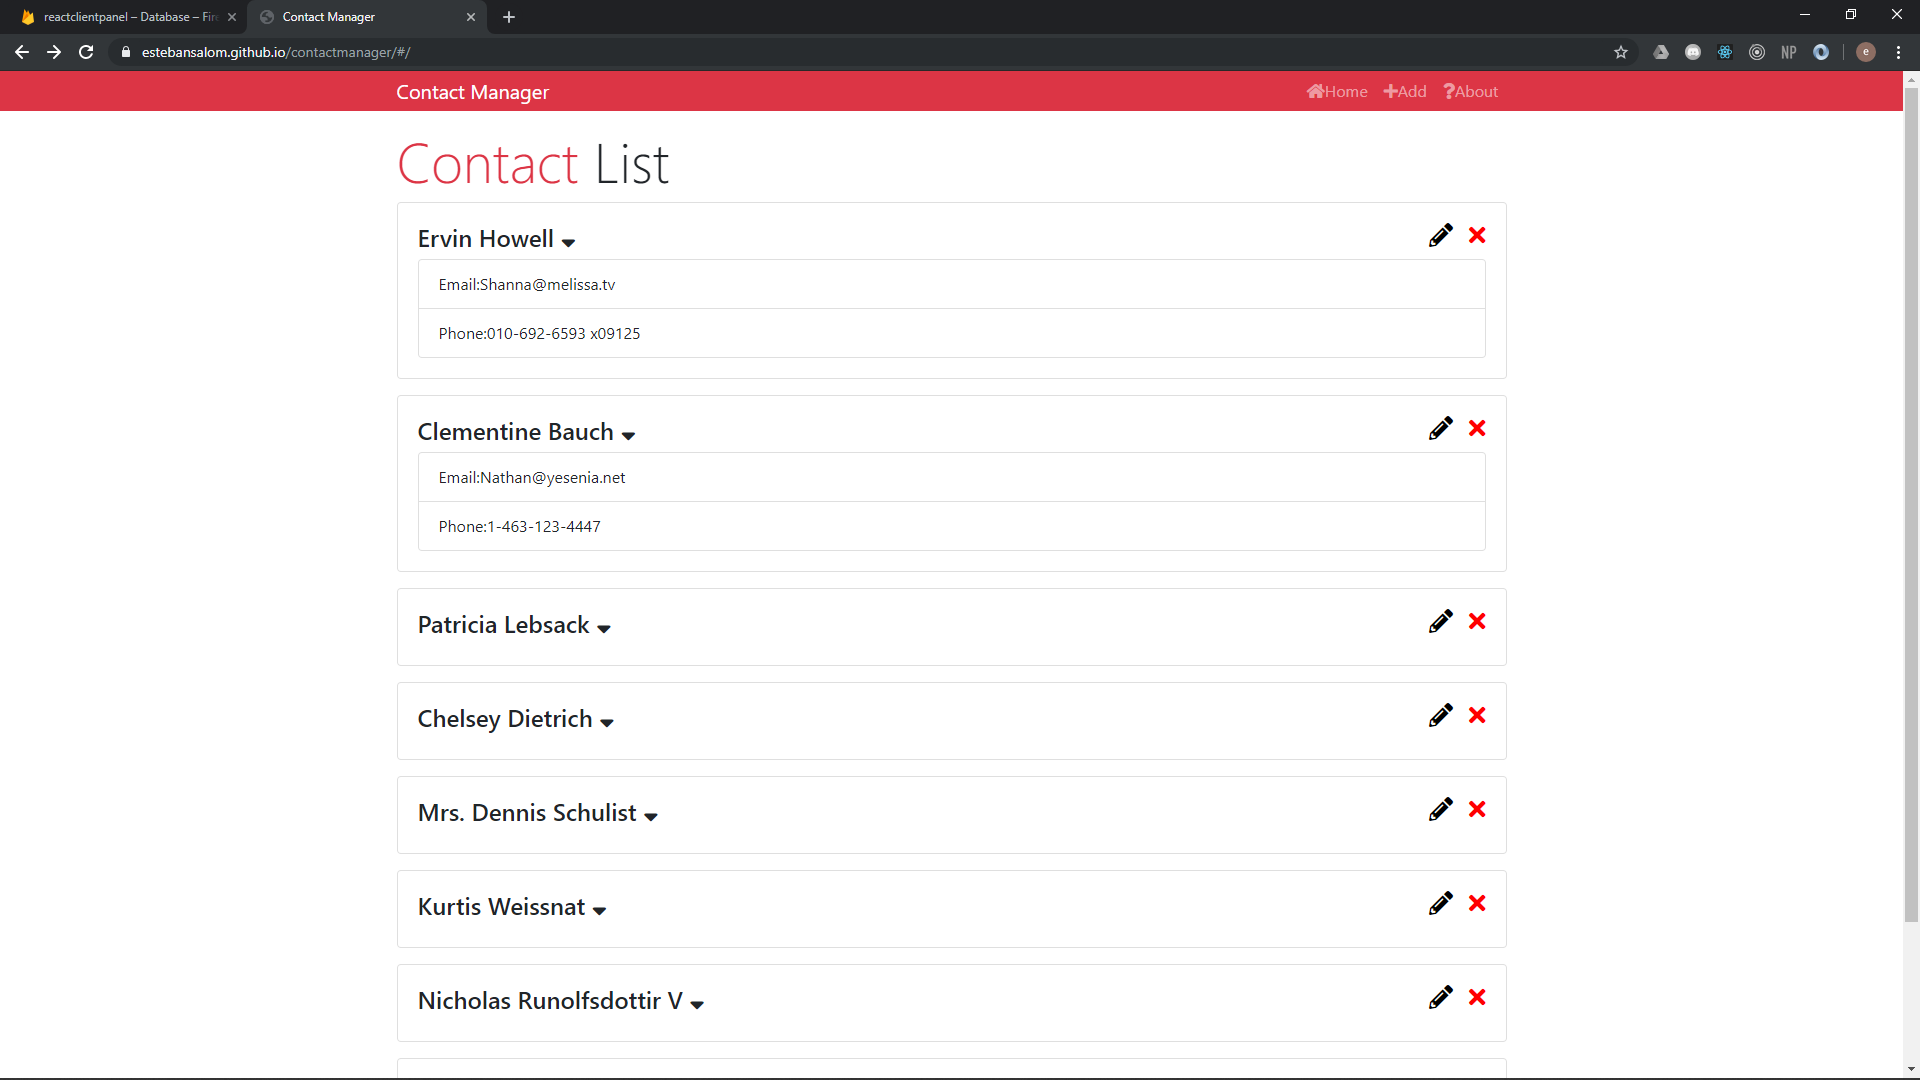 reactclientpanel – Database – Fire
Contact Manager
estebansalom.github.io/contactmanager/#/
NP
e
Contact Manager
Home
Add
About
Contact List
Ervin Howell
Email:Shanna@melissa.tv
Phone:010-692-6593 x09125
Clementine Bauch
Email:Nathan@yesenia.net
Phone:1-463-123-4447
Patricia Lebsack
Chelsey Dietrich
Mrs. Dennis Schulist
Kurtis Weissnat
Nicholas Runolfsdottir V